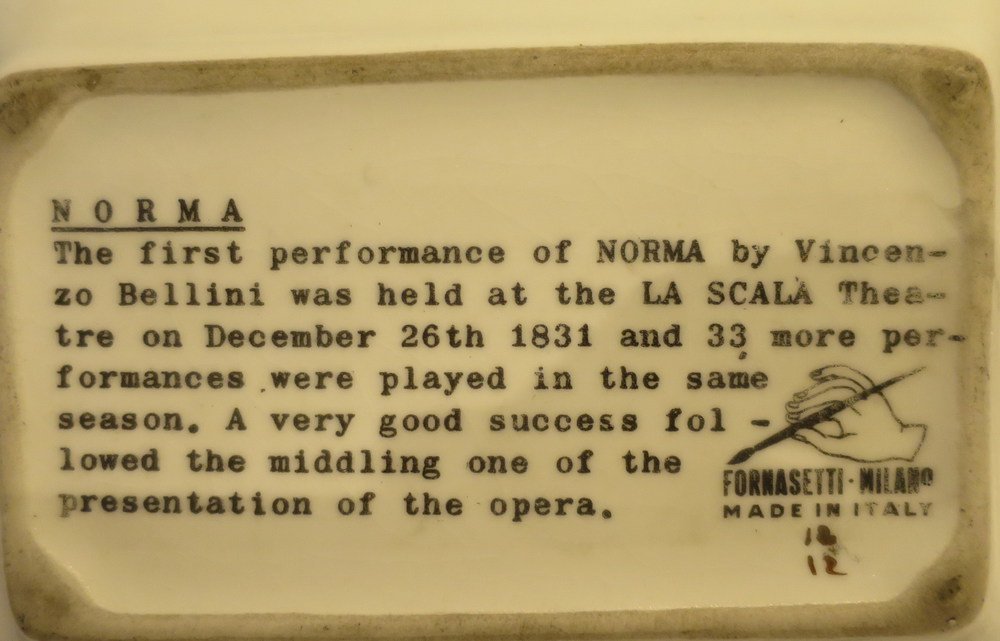 N O R M A
The first performance of NORMA by Vincen-
zo Bellini was held at the LA SCALA Thea-
tre on December 26th 1831 and 33 more per-
formances were played in the same
season. A very good success fol -
lowed the middling one of the
presentation of the opera.
FORNASETTI·MILANO
MADE IN ITALY
12